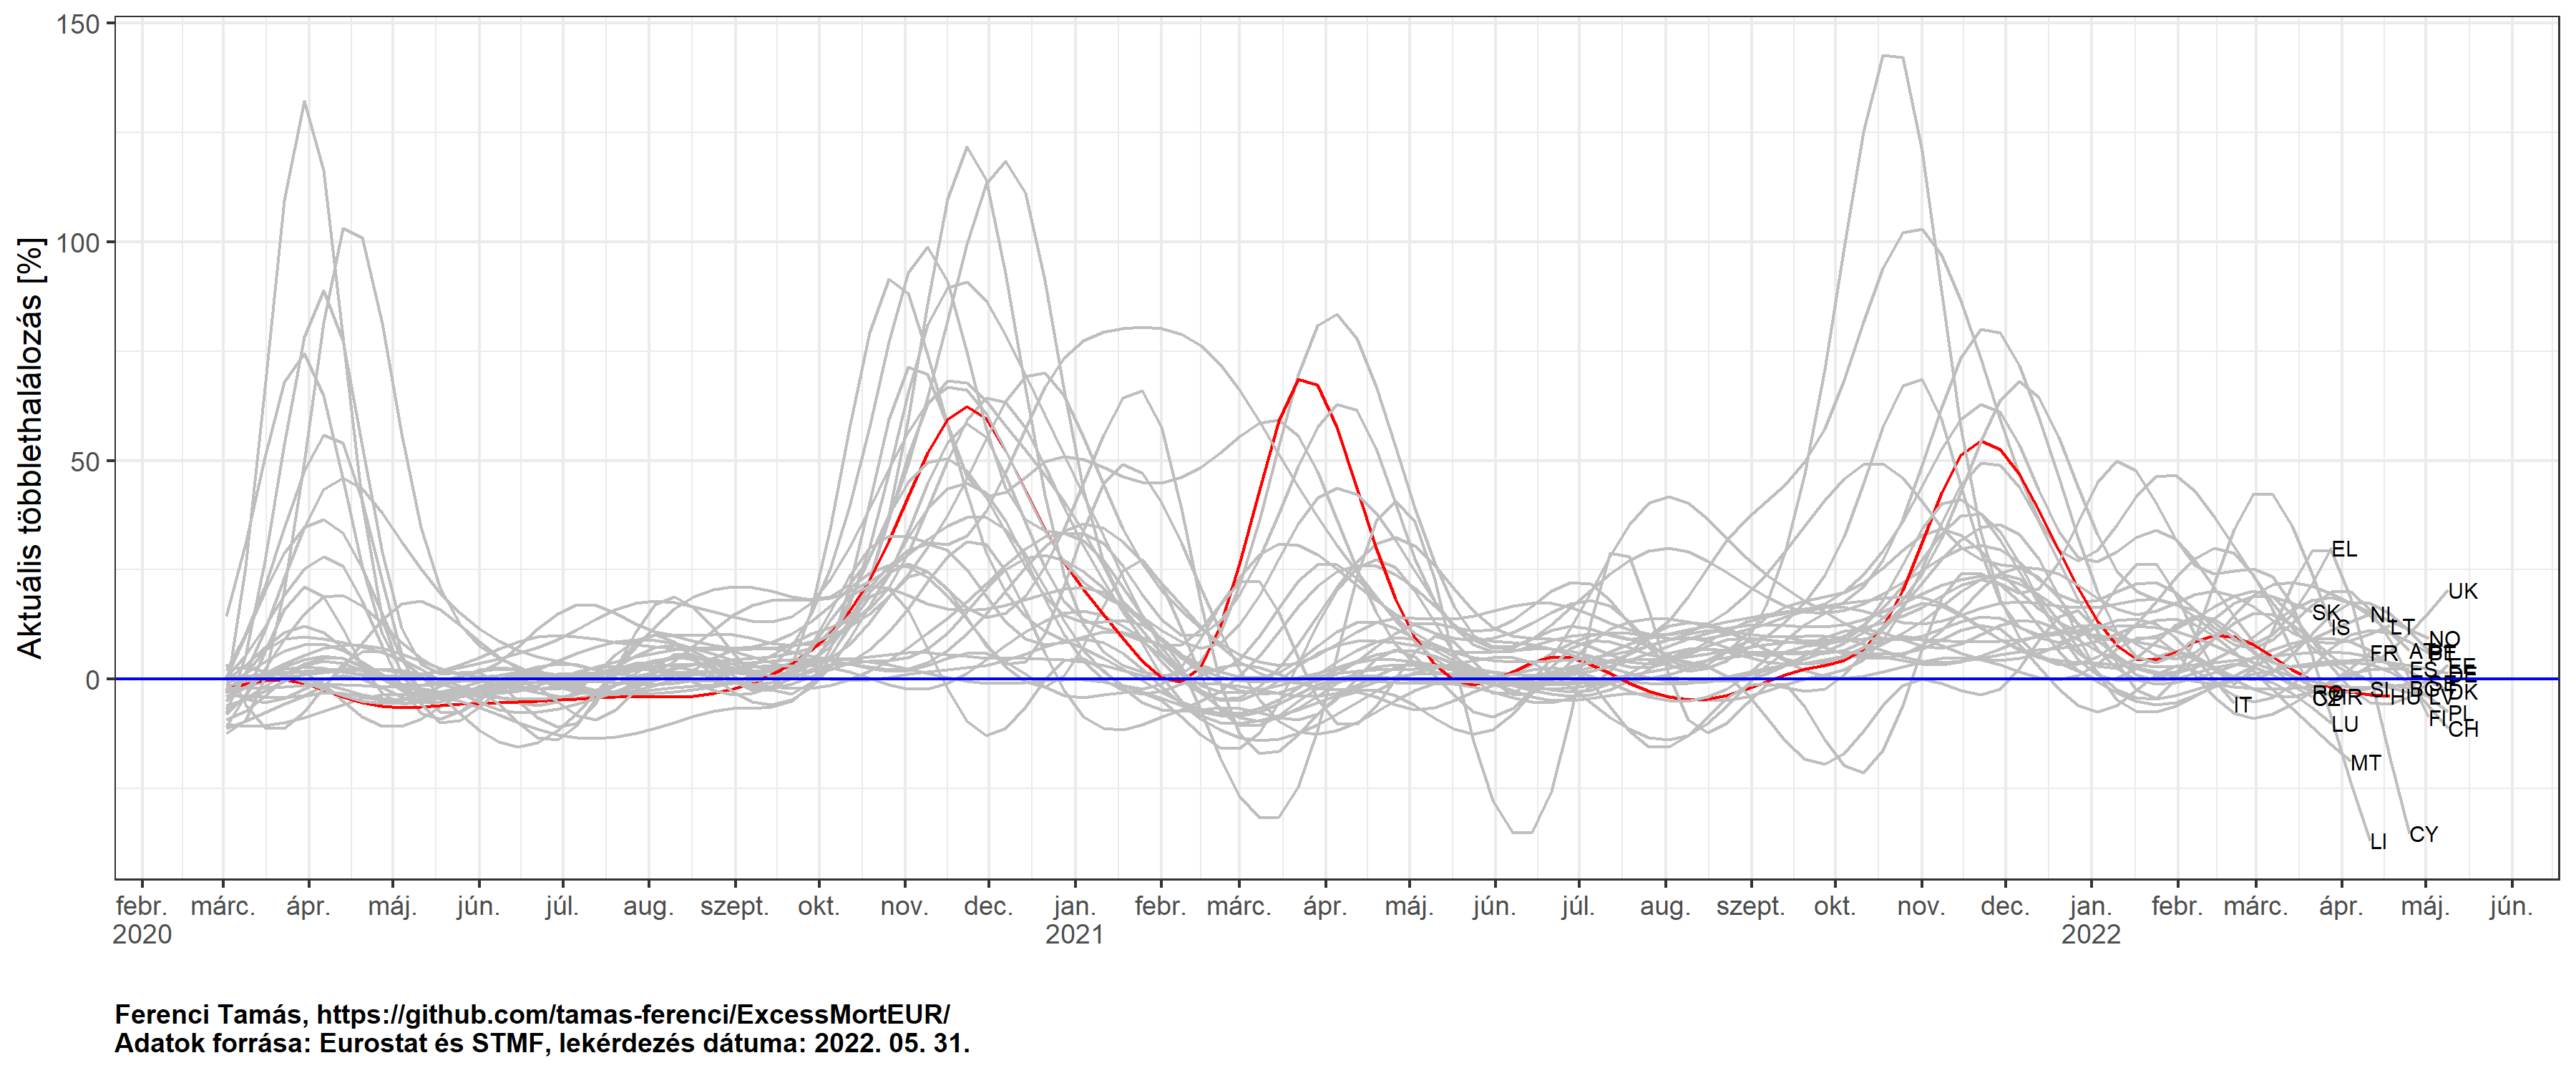 Aktuális többlethalálozás [%]
150
100
50
0
EL
UK
SK
IS
NL
LT
NO
FR
AT
ES
EE
IT
SI
HU
DK
LV
LU
FI
PL
CH
MT
CY
LI
febr. márc. ápr. máj. jún. júl. aug. szept. okt. nov. dec. jan. febr. márc. ápr. máj. jún. júl. aug. szept. okt. nov. dec. jan. febr. márc. ápr. máj. jún.
2020 2021 2022
Ferenci Tamás, https://github.com/tamas-ferenci/ExcessMortEUR/
Adatok forrása: Eurostat és STMF, lekérdezés dátuma: 2022. 05. 31.